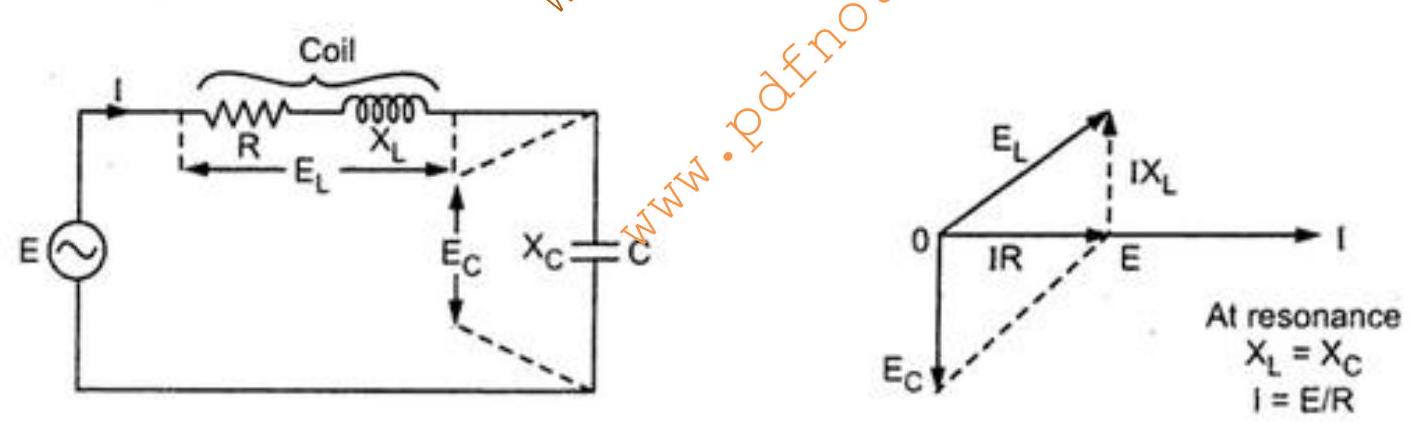 Coil
I
R
X_L
E_L
E
E_C
X_C
C
www.pdfno
E_L
IX_L
0
IR
E
I
E_C
At resonance
X_L = X_C
I = E/R